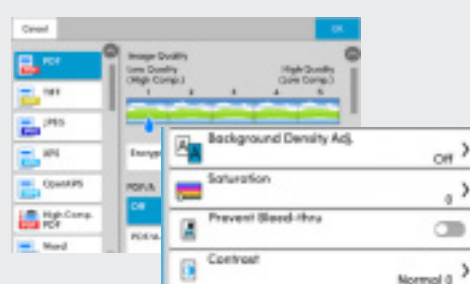 Cancel
OK
PDF
TIFF
JPEG
XPS
OpenXPS
High Comp. PDF
Word
Image Quality
Low Quality
(High Comp.)
High Quality
(Low Comp.)
1 2 3 4 5
PDF/A
Off
Background Density Adj.
Off
Saturation
0
Prevent Bleed-thru
Contrast
Normal 0